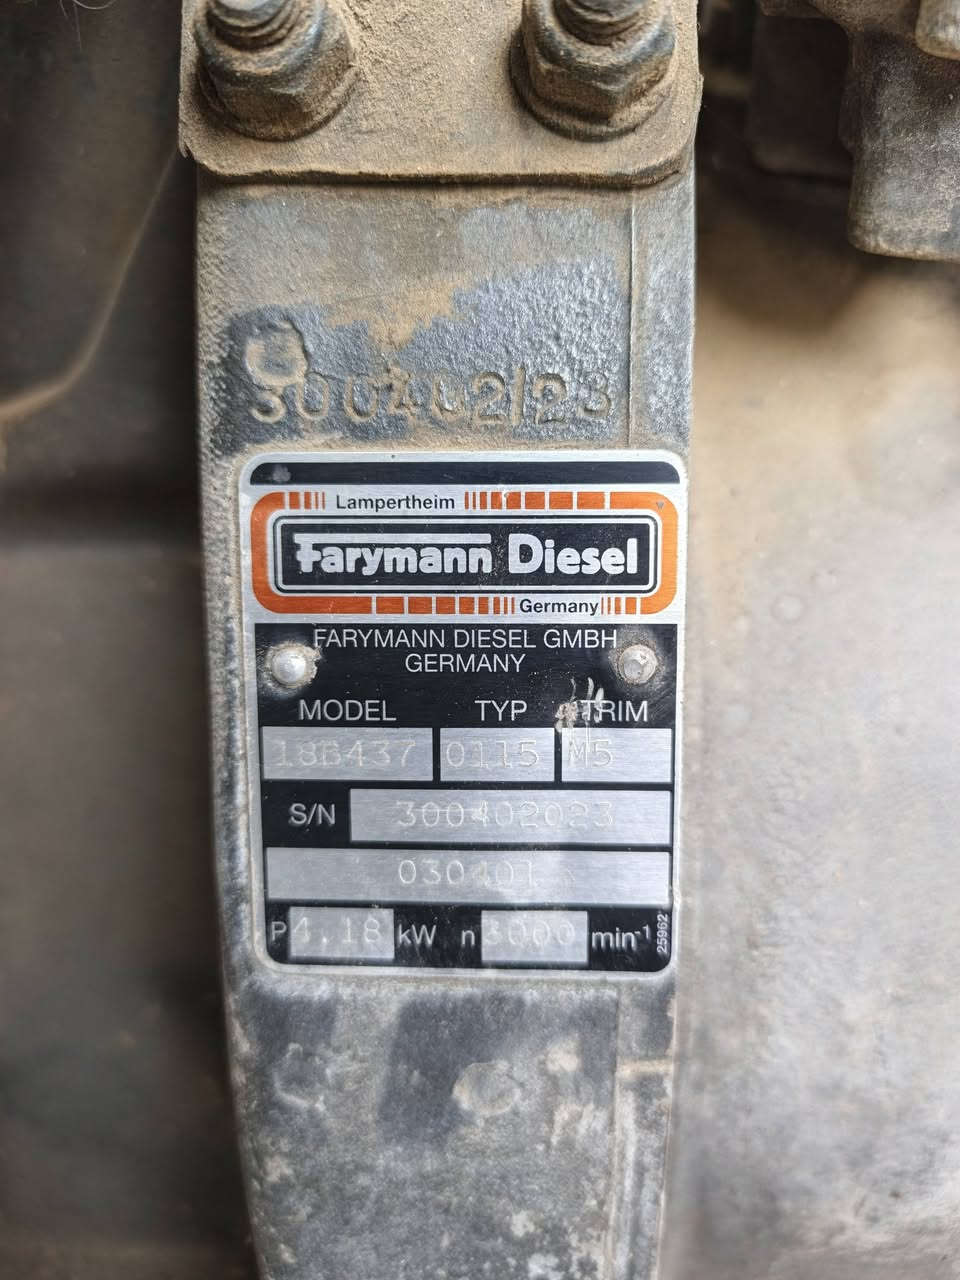 300402/23
Lampertheim
Farymann Diesel
Germany
FARYMANN DIESEL GMBH
GERMANY
MODEL TYP TRIM
18B437 0115 M5
S/N 300402023
030401
P 4.18 kW n 3000 min-1
25962